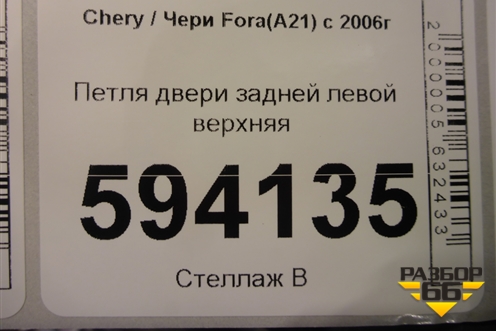 Chery / Чери Fora(A21) с 2006г
Петля двери задней левой
верхняя
594135
Стеллаж В
2000005632433
РАЗБОР
66